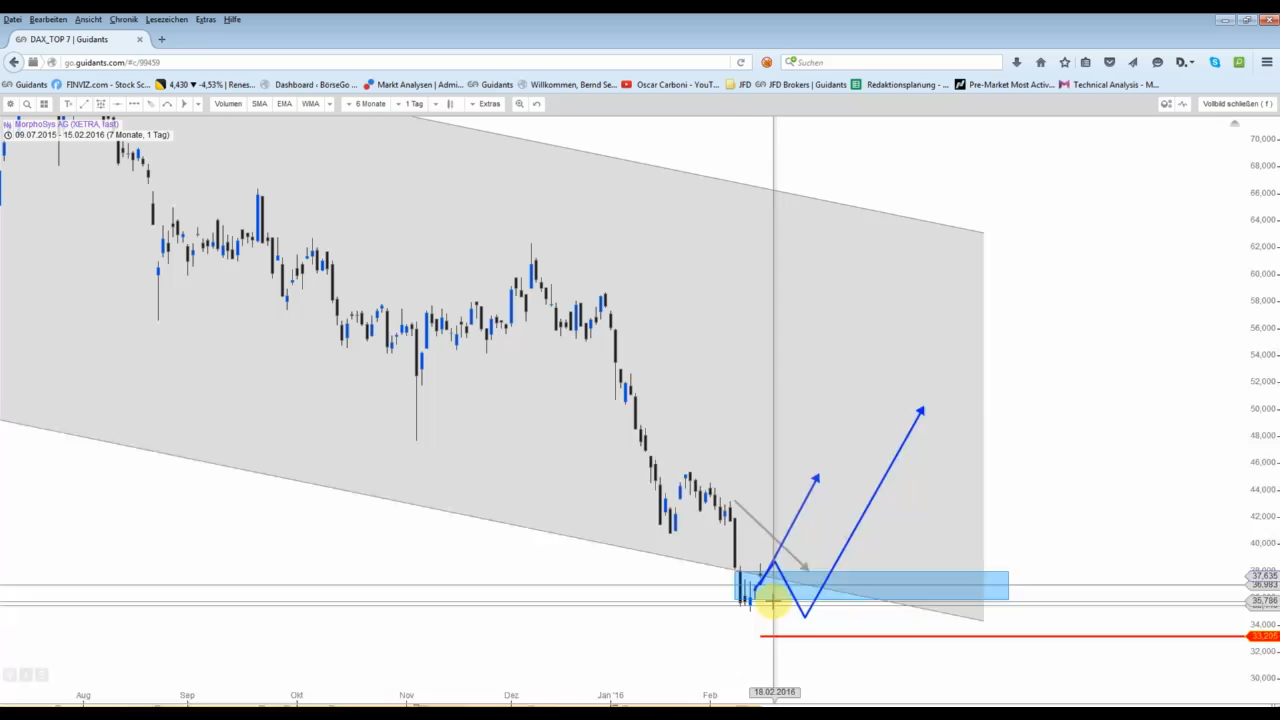 Datei Bearbeiten Ansicht Chronik Lesezeichen Extras Hilfe
DAX_TOP 7 | Guidants
go.guidants.com/#c/99459
Suchen
Guidants FINVIZ.com - Stock Sc... 4,430 ▼ -4,53% | Renes... Dashboard ‹ BörseGo ... Markt Analysen | Admi... Guidants Willkommen, Bernd Se... Oscar Carboni - YouT... JFD JFD Brokers | Guidants Redaktionsplanung - ... Pre-Market Most Activ... Technical Analysis - M...
Volumen SMA EMA WMA 6 Monate 1 Tag Extras Vollbild schließen ( f )
MorphoSys AG (XETRA, fast)
09.07.2015 - 15.02.2016 (7 Monate, 1 Tag)
70,000
68,000
66,000
64,000
62,000
60,000
58,000
56,000
54,000
52,000
50,000
48,000
46,000
44,000
42,000
40,000
37,635
36,983
35,786
34,000
33,205
32,000
30,000
Aug Sep Okt Nov Dez Jan '16 Feb 18.02.2016